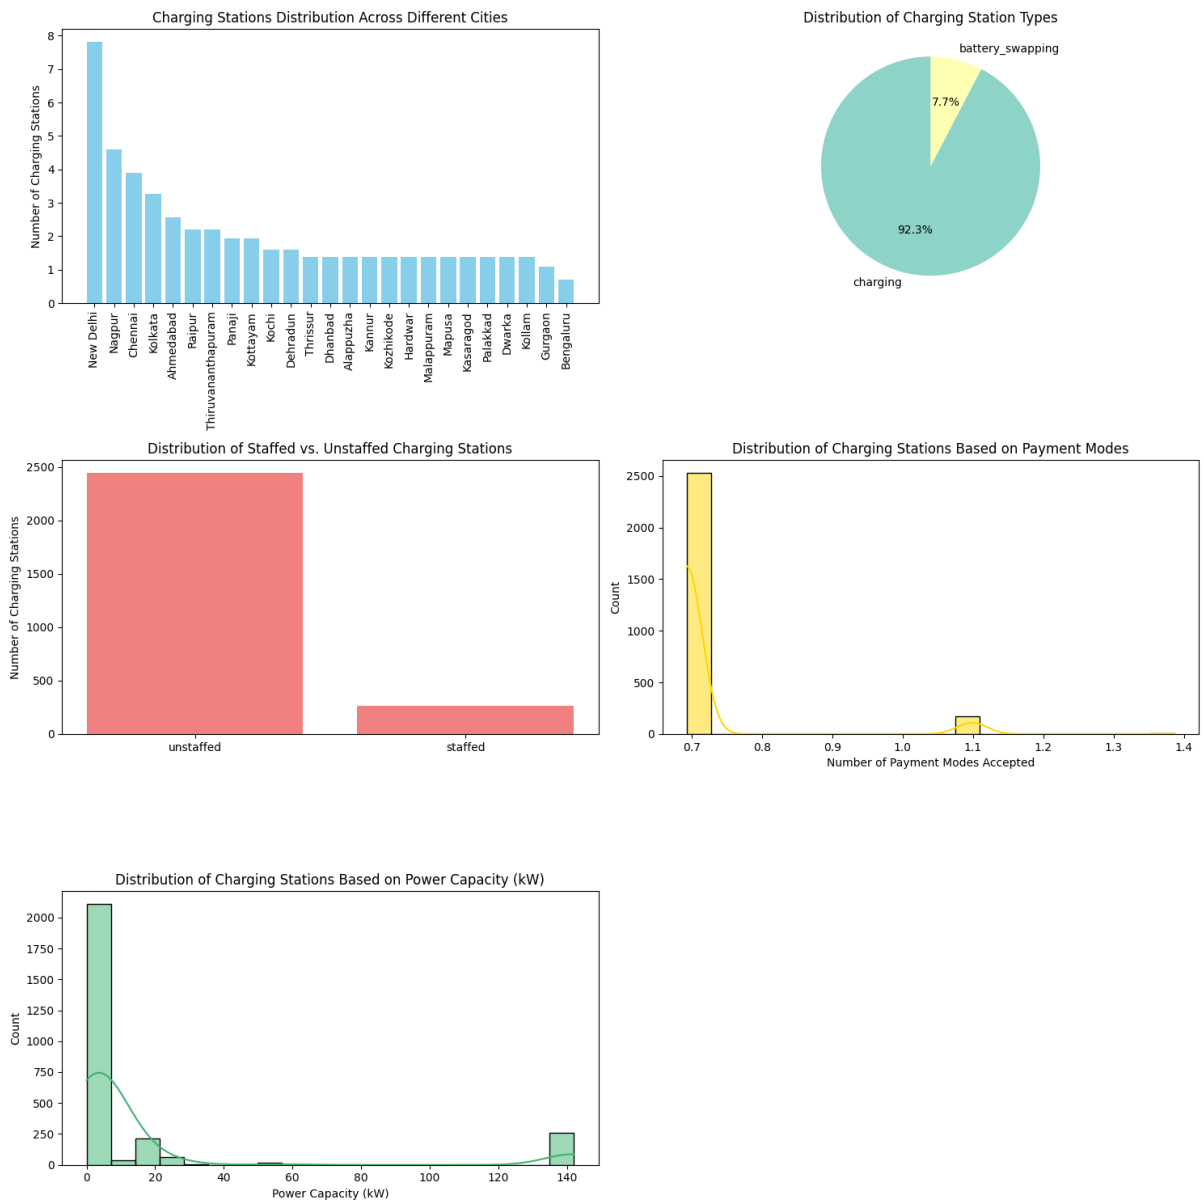 Charging Stations Distribution Across Different Cities
Number of Charging Stations
8
7
6
5
4
3
2
1
0
New Delhi
Nagpur
Chennai
Kolkata
Ahmedabad
Raipur
Thiruvananthapuram
Panaji
Kottayam
Kochi
Dehradun
Thrissur
Dhanbad
Alappuzha
Kannur
Kozhikode
Hardwar
Malappuram
Mapusa
Kasaragod
Palakkad
Dwarka
Kollam
Gurgaon
Bengaluru
Distribution of Charging Station Types
battery_swapping
7.7%
92.3%
charging
Distribution of Staffed vs. Unstaffed Charging Stations
Number of Charging Stations
2500
2000
1500
1000
500
0
unstaffed
staffed
Distribution of Charging Stations Based on Payment Modes
Count
2500
2000
1500
1000
500
0
0.7
0.8
0.9
1.0
1.1
1.2
1.3
1.4
Number of Payment Modes Accepted
Distribution of Charging Stations Based on Power Capacity (kW)
Count
2000
1750
1500
1250
1000
750
500
250
0
0
20
40
60
80
100
120
140
Power Capacity (kW)